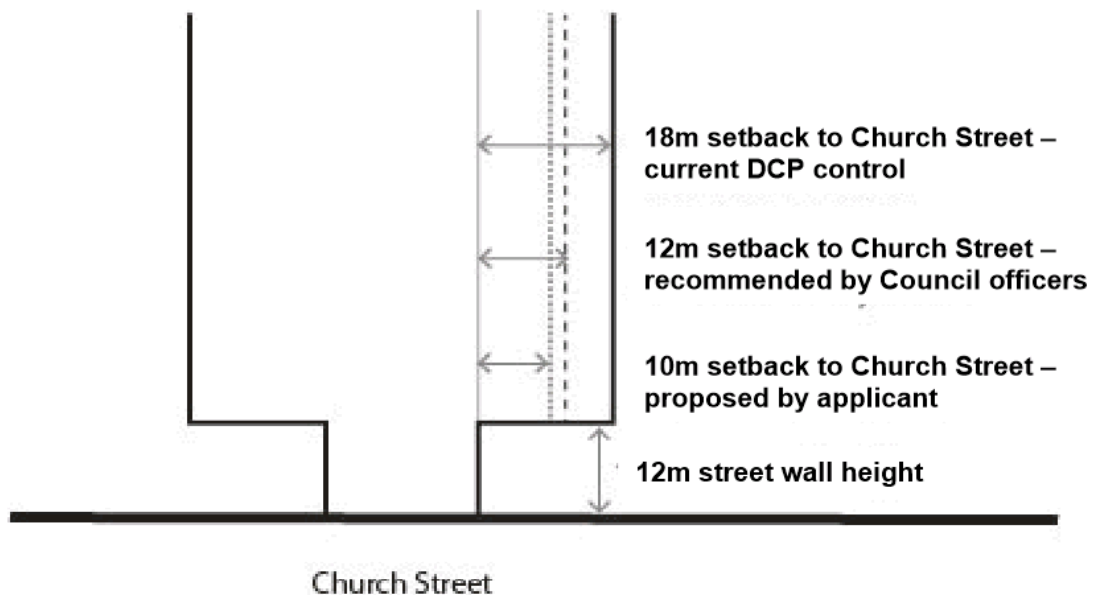 18m setback to Church Street –
current DCP control
12m setback to Church Street –
recommended by Council officers
10m setback to Church Street –
proposed by applicant
12m street wall height
Church Street